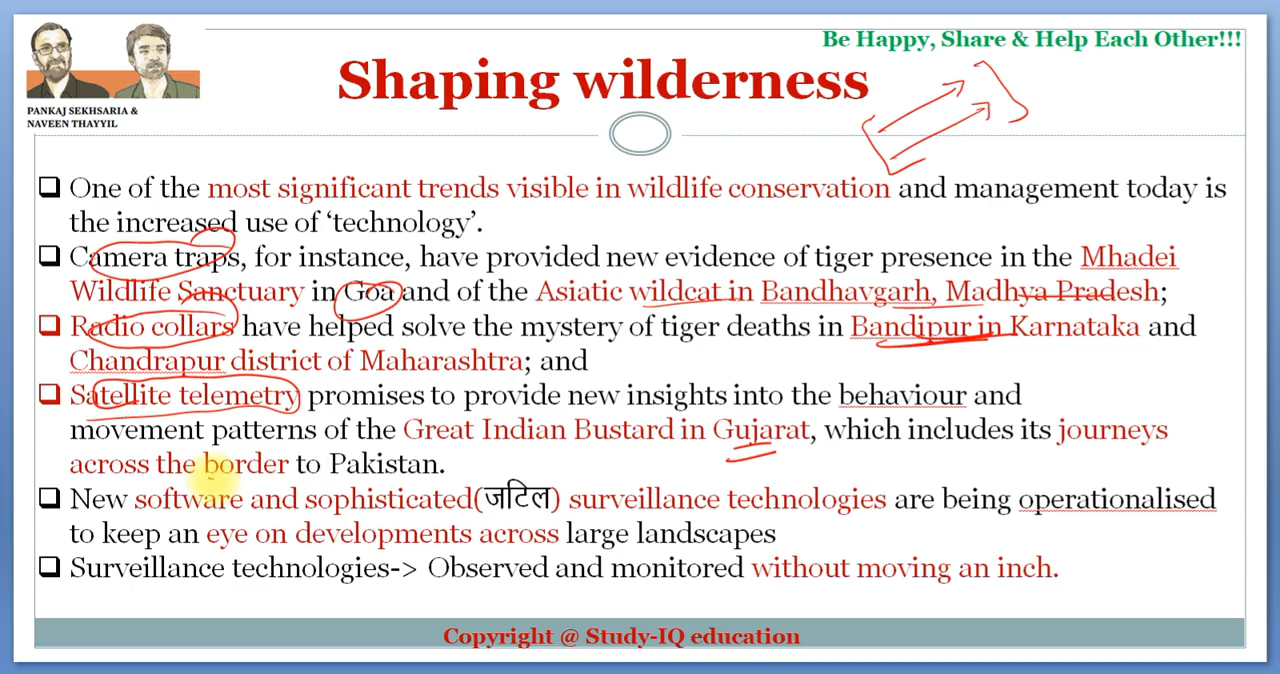 Be Happy, Share & Help Each Other!!!
Shaping wilderness
PANKAJ SEKHSARIA &
NAVEEN THAYYIL
One of the most significant trends visible in wildlife conservation and management today is
the increased use of ‘technology’.
Camera traps, for instance, have provided new evidence of tiger presence in the Mhadei
Wildlife Sanctuary in Goa and of the Asiatic wildcat in Bandhavgarh, Madhya Pradesh;
Radio collars have helped solve the mystery of tiger deaths in Bandipur in Karnataka and
Chandrapur district of Maharashtra; and
Satellite telemetry promises to provide new insights into the behaviour and
movement patterns of the Great Indian Bustard in Gujarat, which includes its journeys
across the border to Pakistan.
New software and sophisticated(जटिल) surveillance technologies are being operationalised
to keep an eye on developments across large landscapes
Surveillance technologies-> Observed and monitored without moving an inch.
Copyright @ Study-IQ education